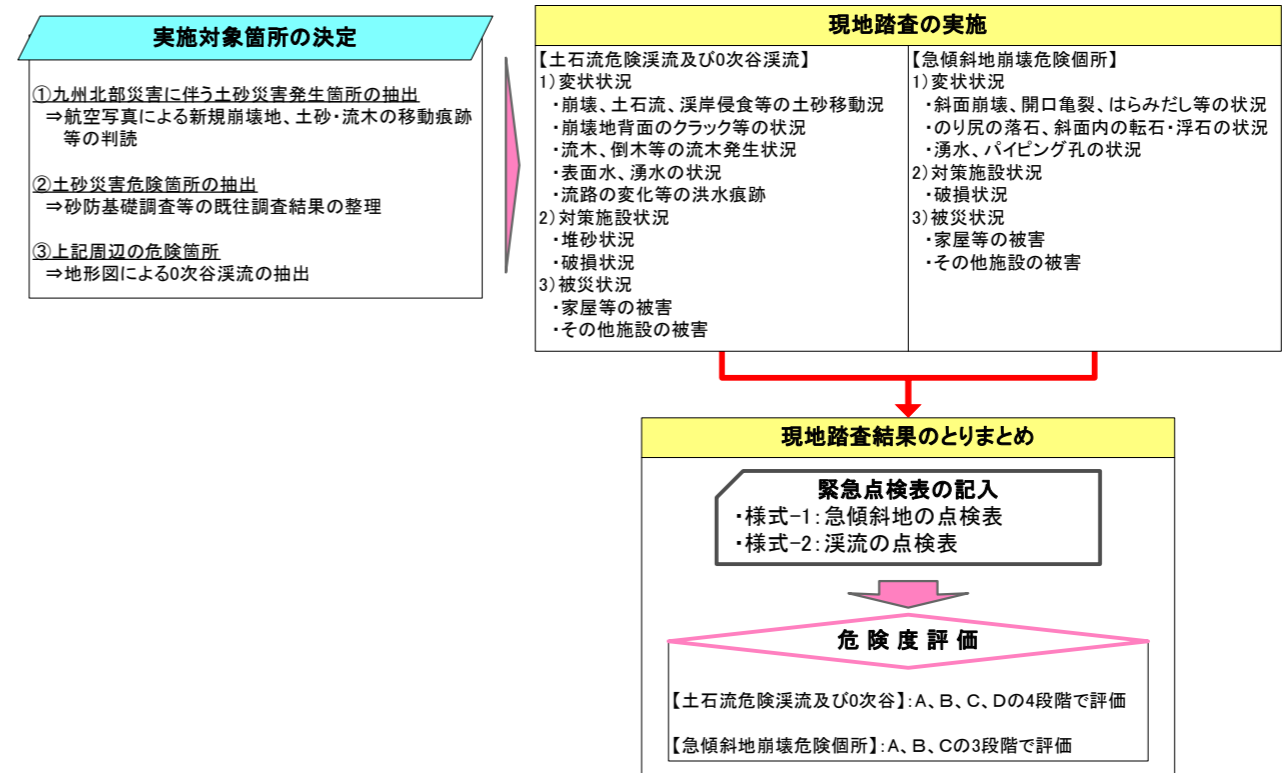 実施対象箇所の決定
①九州北部災害に伴う土砂災害発生箇所の抽出
⇒航空写真による新規崩壊地、土砂・流木の移動痕跡
等の判読
②土砂災害危険箇所の抽出
⇒砂防基礎調査等の既往調査結果の整理
③上記周辺の危険箇所
⇒地形図による0次谷渓流の抽出
現地踏査の実施
【土石流危険渓流及び0次谷渓流】
1)変状状況
・崩壊、土石流、渓岸侵食等の土砂移動況
・崩壊地背面のクラック等の状況
・流木、倒木等の流木発生状況
・表面水、湧水の状況
・流路の変化等の洪水痕跡
2)対策施設状況
・堆砂状況
・破損状況
3)被災状況
・家屋等の被害
・その他施設の被害
【急傾斜地崩壊危険個所】
1)変状状況
・斜面崩壊、開口亀裂、はらみだし等の状況
・のり尻の落石、斜面内の転石・浮石の状況
・湧水、パイピング孔の状況
2)対策施設状況
・破損状況
3)被災状況
・家屋等の被害
・その他施設の被害
現地踏査結果のとりまとめ
緊急点検表の記入
・様式-1:急傾斜地の点検表
・様式-2:渓流の点検表
危険度評価
【土石流危険渓流及び0次谷】:A、B、C、Dの4段階で評価
【急傾斜地崩壊危険個所】:A、B、Cの3段階で評価